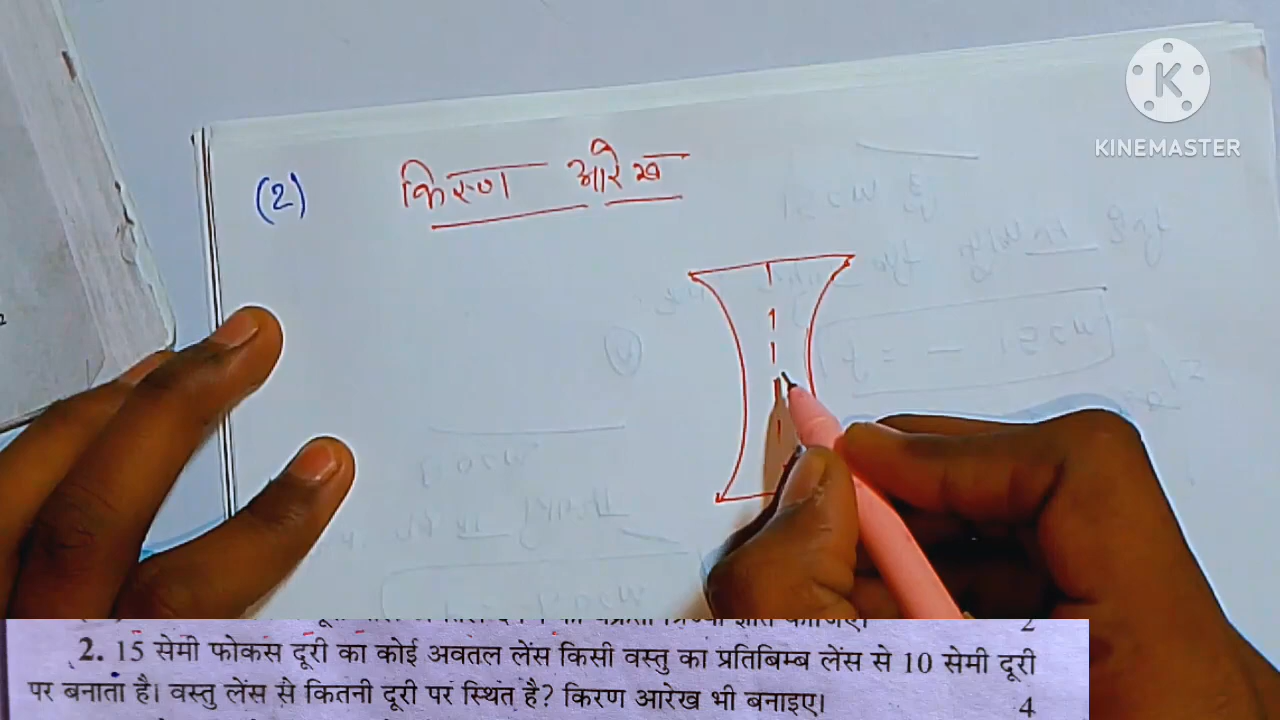 KINEMASTER
(2) किरण आरेख
2
2. 15 सेमी फोकस दूरी का कोई अवतल लेंस किसी वस्तु का प्रतिबिम्ब लेंस से 10 सेमी दूरी
पर बनाता है। वस्तु लेंस से कितनी दूरी पर स्थित है? किरण आरेख भी बनाइए।
4